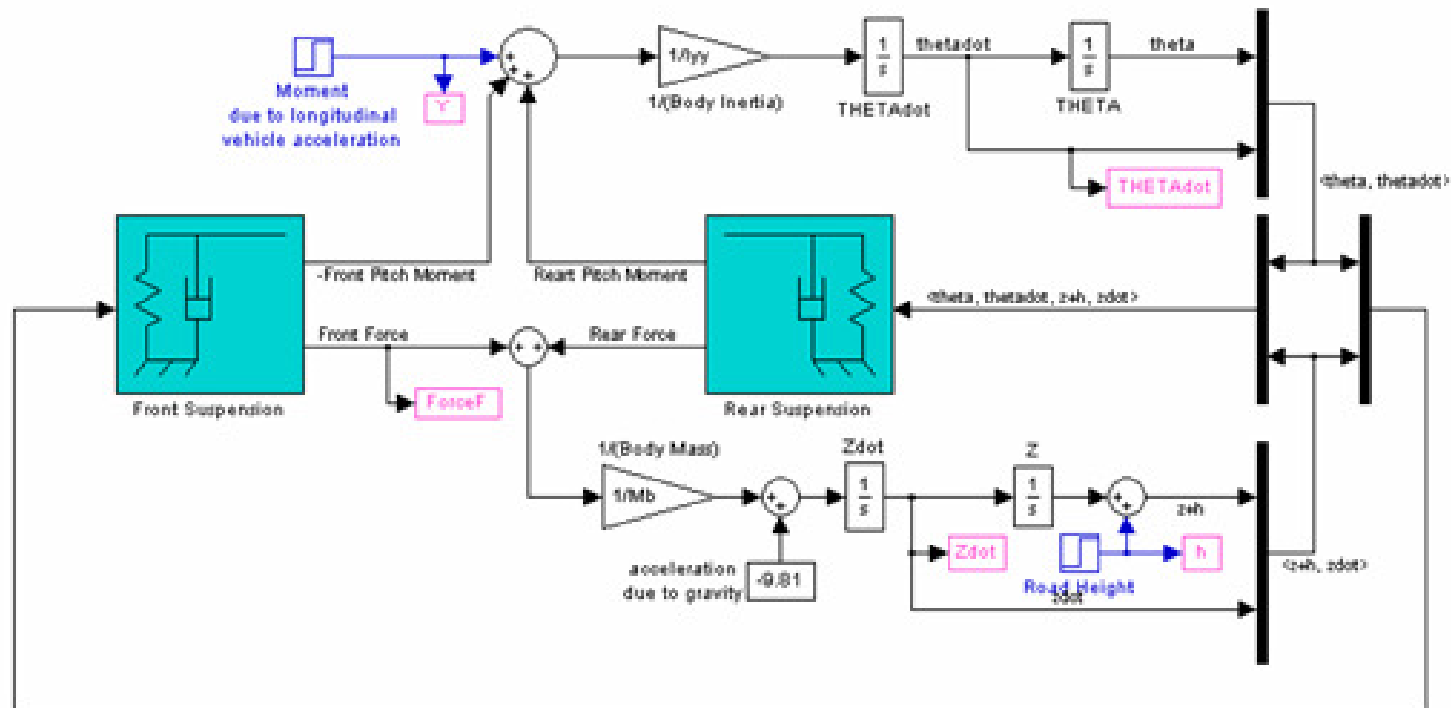 1/Iyy
1
s
thetadot
1
s
theta
Moment
due to longitudinal
vehicle acceleration
Y
1/(Body Inertia)
THETAdot
THETA
THETAdot
<theta, thetadot>
-Front Pitch Moment
Reart Pitch Moment
<theta, thetadot, z+h, zdot>
Front Force
Rear Force
Front Suspension
ForceF
Rear Suspension
1/(Body Mass)
Zdot
Z
1/Mb
1
s
1
s
z+h
acceleration
due to gravity
-9.81
Zdot
h
<z+h, zdot>
Road Height
zdot